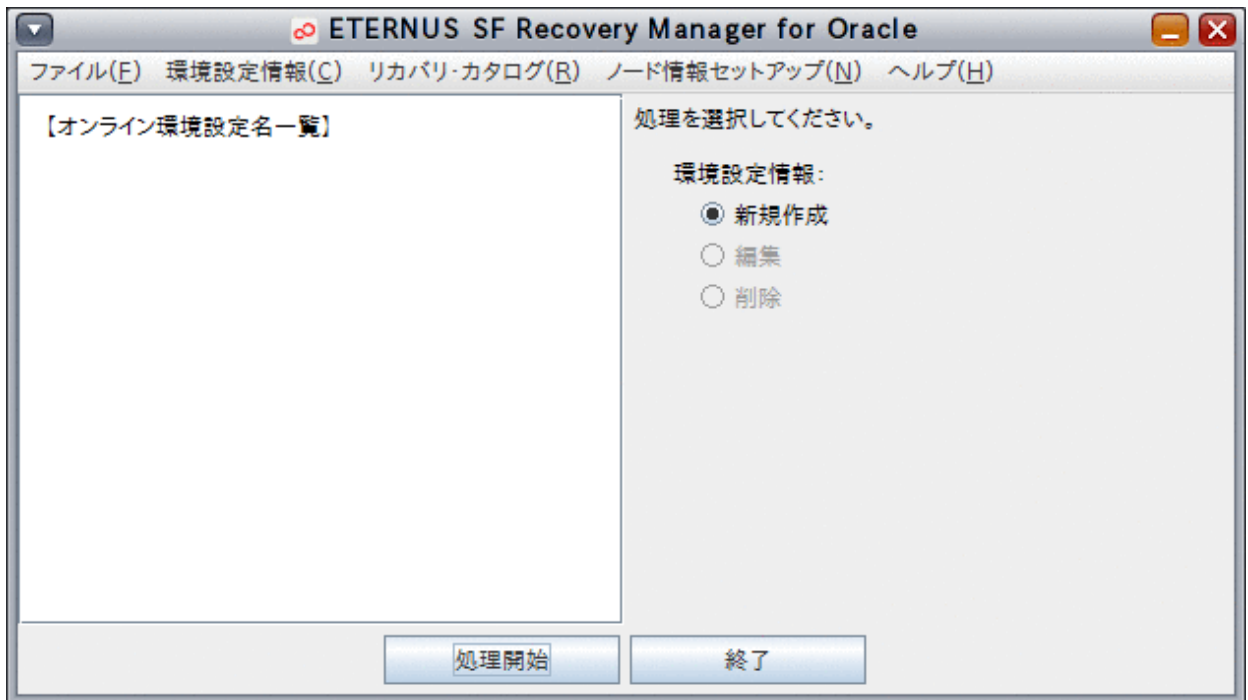 ETERNUS SF Recovery Manager for Oracle
ファイル(F) 環境設定情報(C) リカバリ・カタログ(R) ノード情報セットアップ(N) ヘルプ(H)
【オンライン環境設定名一覧】
処理を選択してください。
環境設定情報:
新規作成
編集
削除
処理開始 終了